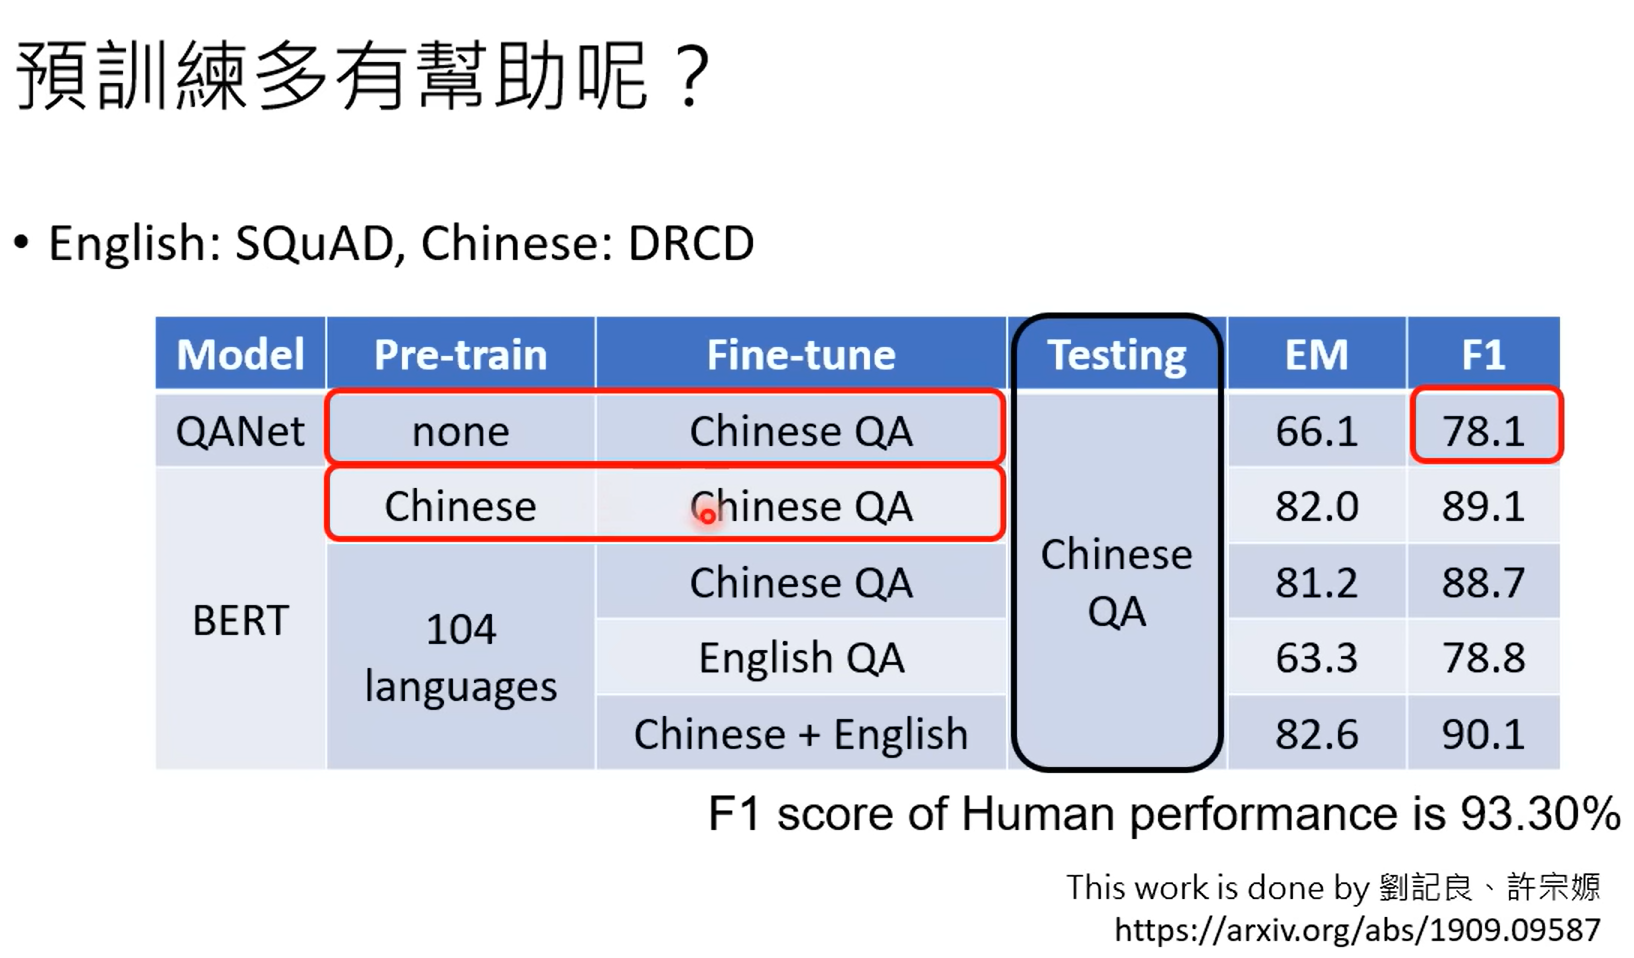 預訓練多有幫助呢？
• English: SQuAD, Chinese: DRCD
Model Pre-train Fine-tune Testing EM F1
QANet none Chinese QA 66.1 78.1
Chinese Chinese QA 82.0 89.1
Chinese QA
BERT 104 languages Chinese QA 81.2 88.7
English QA 63.3 78.8
Chinese + English 82.6 90.1
F1 score of Human performance is 93.30%
This work is done by 劉記良、許宗嫄
https://arxiv.org/abs/1909.09587